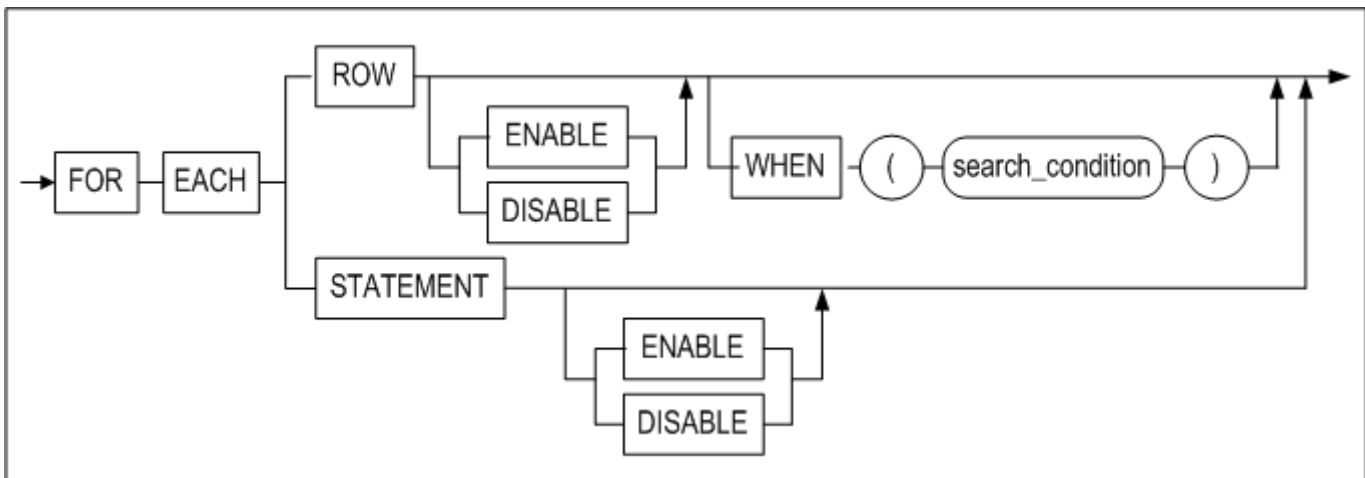 ROW
ENABLE
DISABLE
WHEN ( search_condition )
FOR EACH
STATEMENT
ENABLE
DISABLE